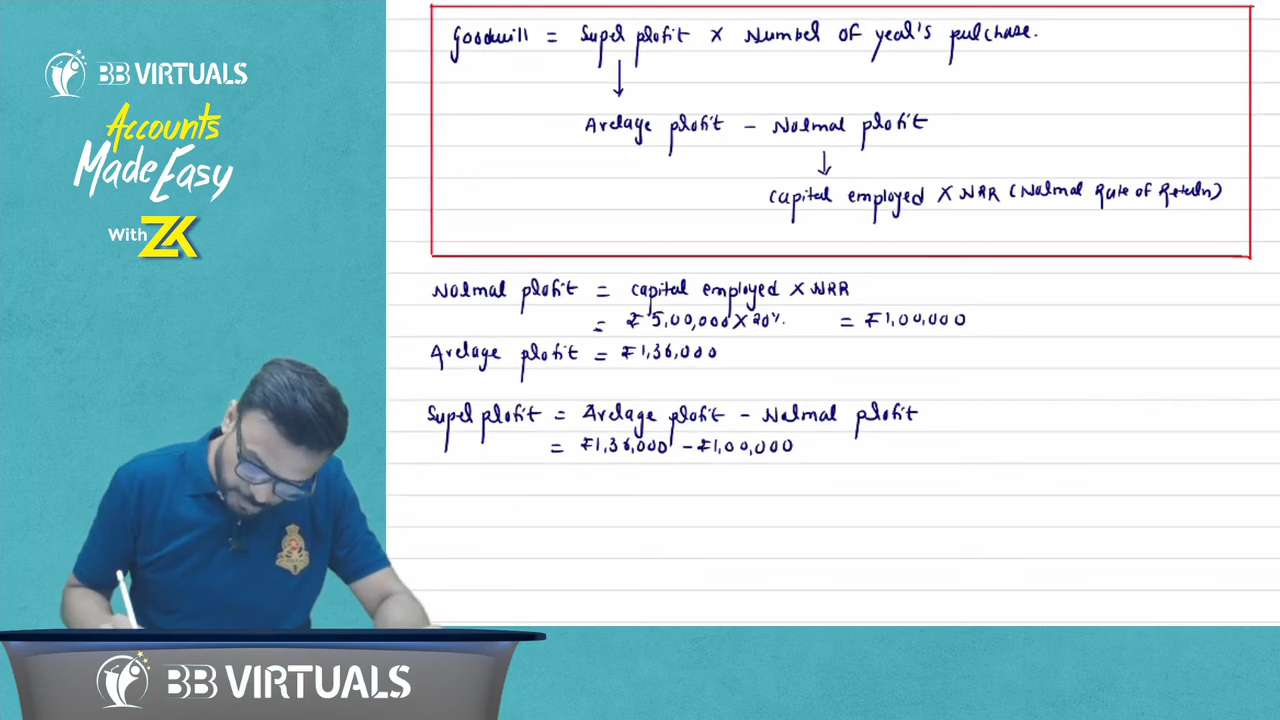 BB VIRTUALS
Accounts
Made Easy
With ZK
Goodwill = Super profit × Number of year's purchase.
↓
Average profit - Normal profit
↓
Capital employed × NRR (Normal Rate of Return)
Normal profit = capital employed × NRR
= ₹ 5,00,000 × 20% = ₹1,00,000
Average profit = ₹1,36,000
Super profit = Average profit - Normal profit
= ₹1,36,000 - ₹1,00,000
BB VIRTUALS